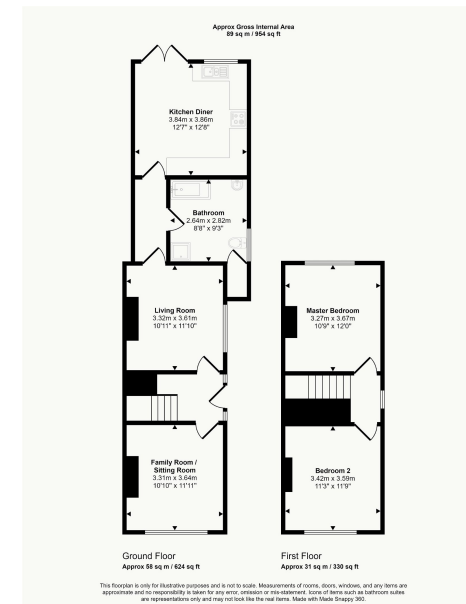 Approx Gross Internal Area
89 sq m / 954 sq ft
Kitchen Diner
3.84m x 3.86m
12'7" x 12'8"
Bathroom
2.64m x 2.82m
8'8" x 9'3"
Living Room
3.32m x 3.61m
10'11" x 11'10"
Master Bedroom
3.27m x 3.67m
10'9" x 12'0"
Family Room /
Sitting Room
3.31m x 3.64m
10'10" x 11'11"
Bedroom 2
3.42m x 3.59m
11'3" x 11'9"
Ground Floor
Approx 58 sq m / 624 sq ft
First Floor
Approx 31 sq m / 330 sq ft
This floorplan is only for illustrative purposes and is not to scale. Measurements of rooms, doors, windows, and any items are
approximate and no responsibility is taken for any error, omission or mis-statement. Icons of items such as bathroom suites
are representations only and may not look like the real items. Made with Made Snappy 360.